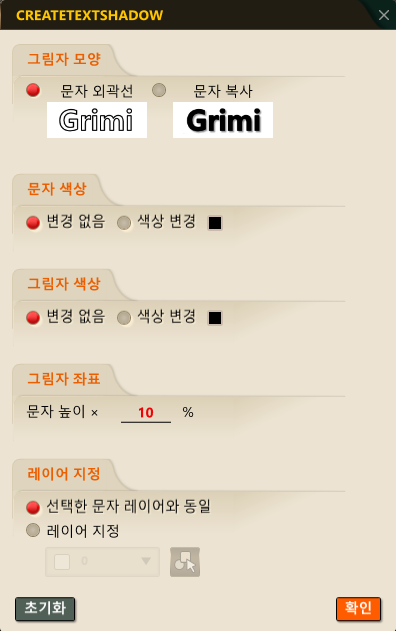 CREATETEXTSHADOW
그림자 모양
문자 외곽선 문자 복사
Grimi Grimi
문자 색상
변경 없음 색상 변경
그림자 색상
변경 없음 색상 변경
그림자 좌표
문자 높이 × 10 %
레이어 지정
선택한 문자 레이어와 동일
레이어 지정
0
초기화 확인